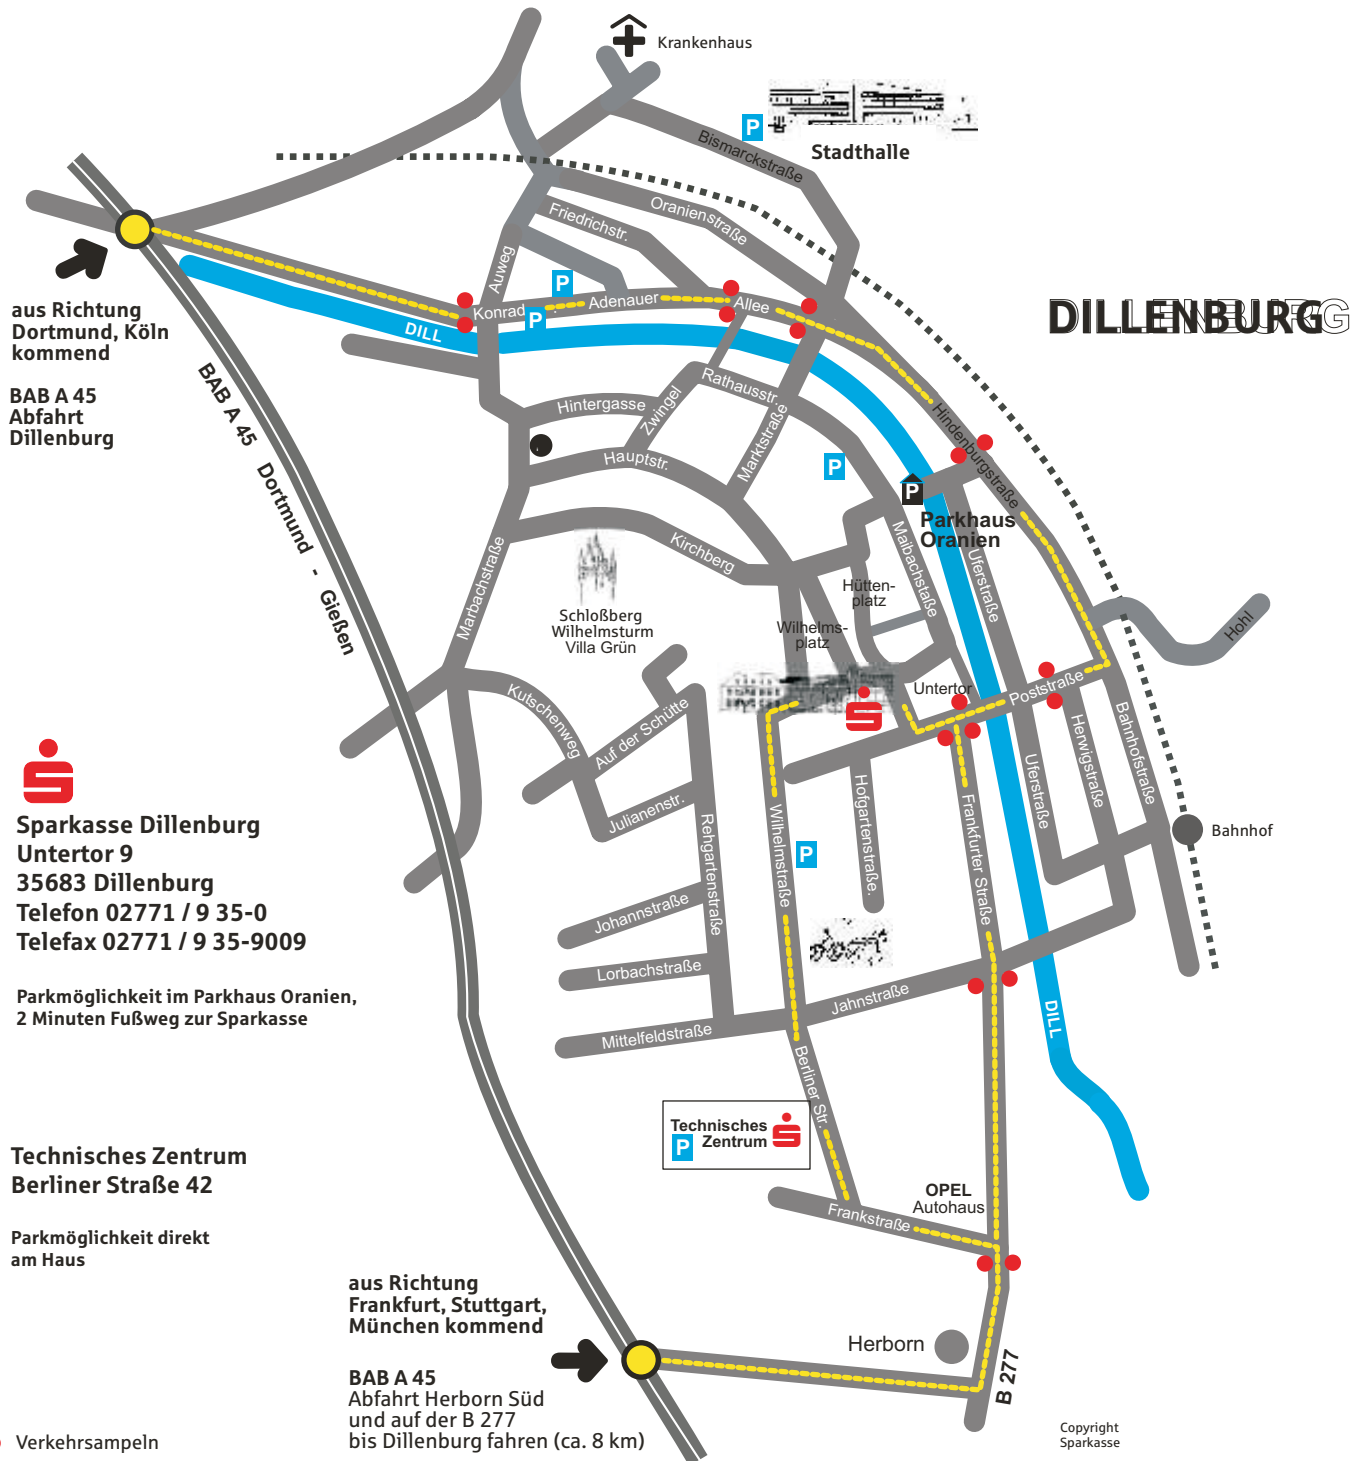 Krankenhaus
P
Stadthalle
Bismarckstraße
Oranienstraße
Friedrichstr.
Auweg
P
Konrad
Adenauer
Allee
P
DILL
aus Richtung
Dortmund, Köln
kommend
BAB A 45
Abfahrt
Dillenburg
DILLENBURG
BAB A 45 Dortmund - Gießen
Rathausstr.
Hintergasse
Zwingel
Marktstraße
Hauptstr.
Hindenburgstraße
P
P
Parkhaus
Oranien
Maibachstaße
Uferstraße
Kirchberg
Marbachstraße
Schloßberg
Wilhelmsturm
Villa Grün
Hütten-
platz
Wilhelms-
platz
Hohl
Untertor
Poststraße
Kutschenweg
Auf der Schütte
Julianenstr.
Rehgartenstraße
Wilhelmstraße
Hofgartenstraße.
Frankfurter Straße
Uferstraße
Herwigstraße
Bahnhofstraße
Bahnhof
P
Sparkasse Dillenburg
Untertor 9
35683 Dillenburg
Telefon 02771 / 9 35-0
Telefax 02771 / 9 35-9009
Parkmöglichkeit im Parkhaus Oranien,
2 Minuten Fußweg zur Sparkasse
Johannstraße
Lorbachstraße
Mittelfeldstraße
Jahnstraße
DILL
Berliner Str.
Technisches
Zentrum
P
Technisches Zentrum
Berliner Straße 42
Parkmöglichkeit direkt
am Haus
OPEL
Autohaus
Frankstraße
aus Richtung
Frankfurt, Stuttgart,
München kommend
Herborn
B 277
BAB A 45
Abfahrt Herborn Süd
und auf der B 277
bis Dillenburg fahren (ca. 8 km)
Verkehrsampeln
Copyright
Sparkasse